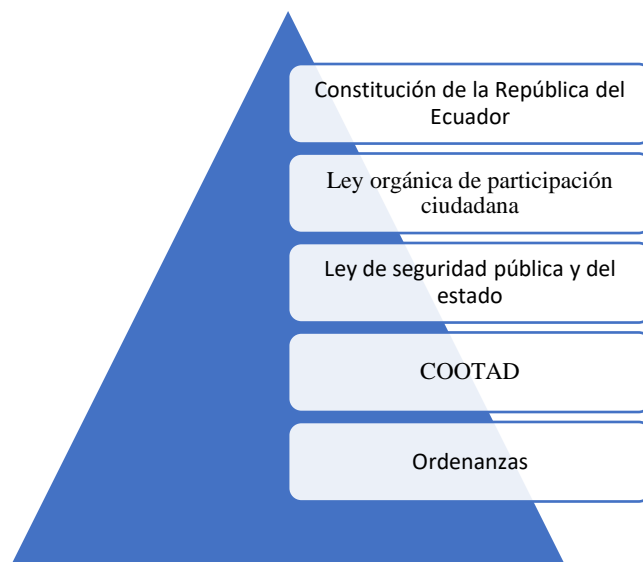 Constitución de la República del
Ecuador
Ley orgánica de participación
ciudadana
Ley de seguridad pública y del
estado
COOTAD
Ordenanzas